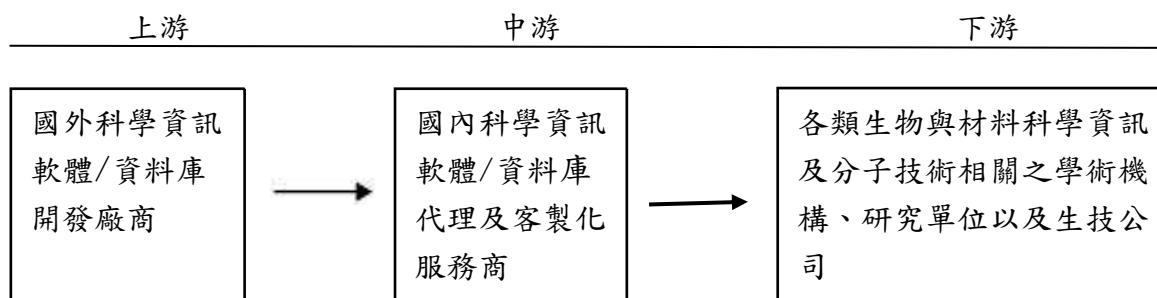 上游
中游
下游
國外科學資訊
軟體/資料庫
開發廠商
國內科學資訊
軟體/資料庫
代理及客製化
服務商
各類生物與材料科學資訊
及分子技術相關之學術機
構、研究單位以及生技公
司